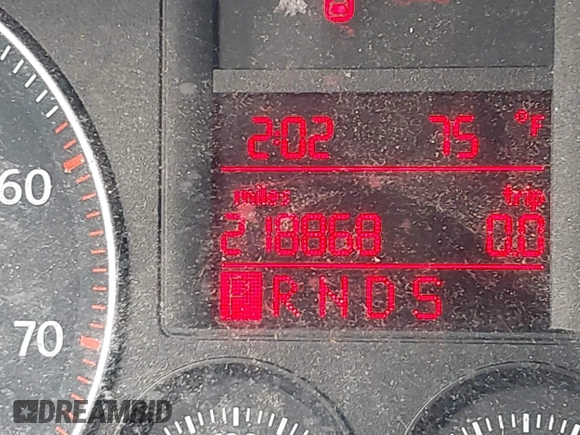 2:02 75 °F
miles trip
218868 0.0
P R N D S
60
70
DREAMBID